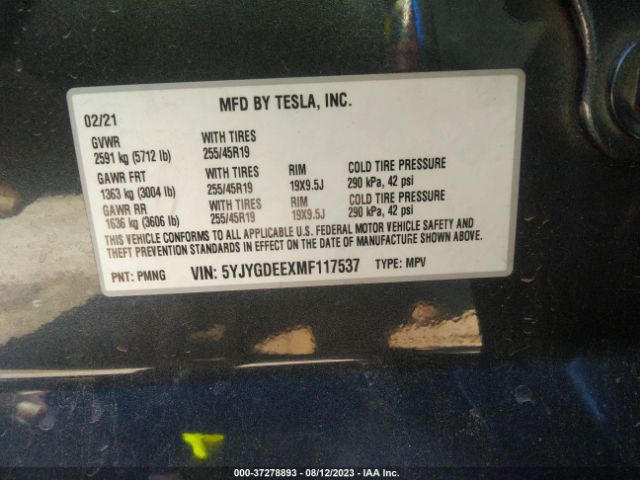 MFD BY TESLA, INC.
02/21
GVWR WITH TIRES
2591 kg (5712 lb) 255/45R19
GAWR FRT WITH TIRES RIM COLD TIRE PRESSURE
1363 kg (3004 lb) 255/45R19 19X9.5J 290 kPa, 42 psi
GAWR RR WITH TIRES RIM COLD TIRE PRESSURE
1636 kg (3606 lb) 255/45R19 19X9.5J 290 kPa, 42 psi
THIS VEHICLE CONFORMS TO ALL APPLICABLE U.S. FEDERAL MOTOR VEHICLE SAFETY AND
THEFT PREVENTION STANDARDS IN EFFECT ON THE DATE OF MANUFACTURE SHOWN ABOVE.
PNT: PMNG VIN: 5YJYGDEEXMF117537 TYPE: MPV
000-37278893 - 08/12/2023 - IAA Inc.